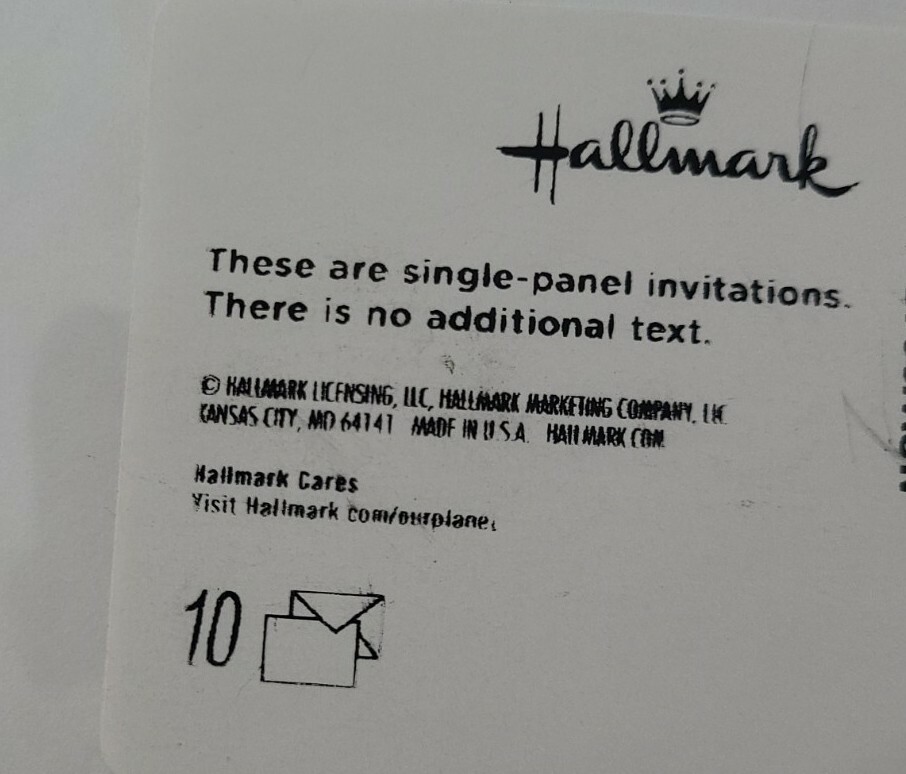 Hallmark
These are single-panel invitations.
There is no additional text.
© HALLMARK LICENSING, LLC, HALLMARK MARKETING COMPANY, LLC
KANSAS CITY, MO 64141 MADE IN U.S.A. HALLMARK.COM
Hallmark Cares
Visit Hallmark.com/ourplanet
10